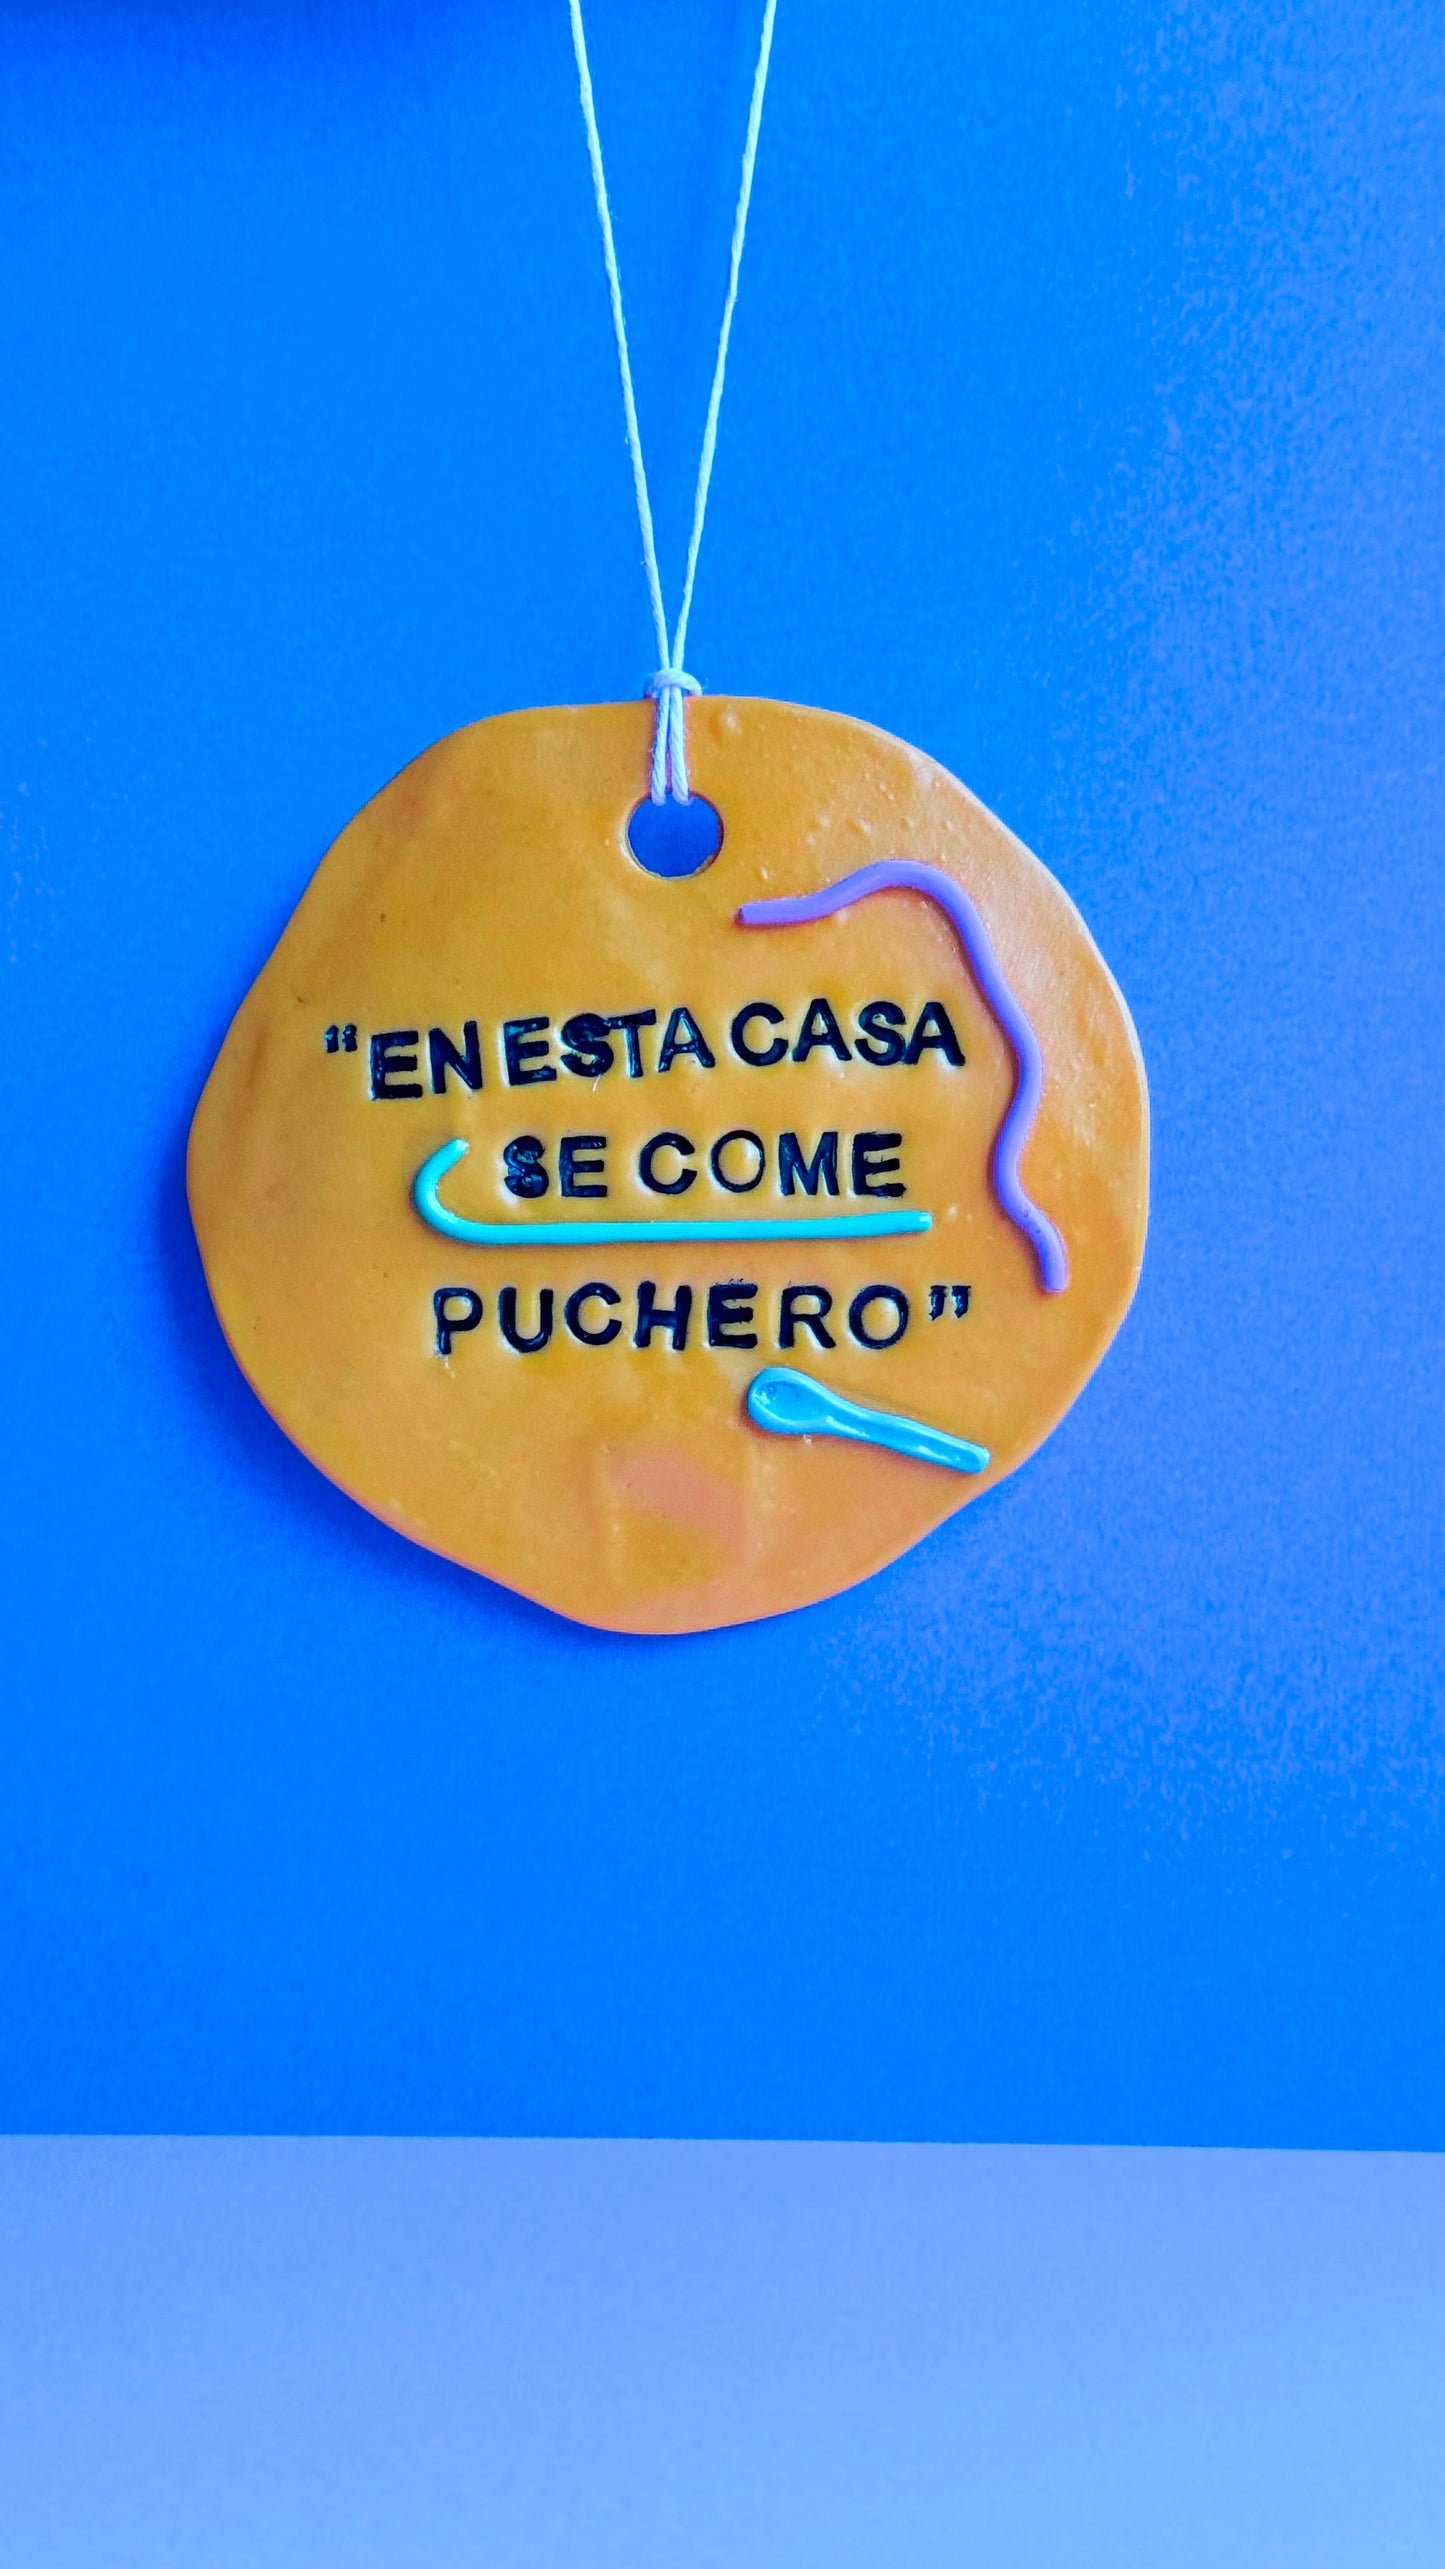 “EN ESTA CASA
SE COME
PUCHERO”